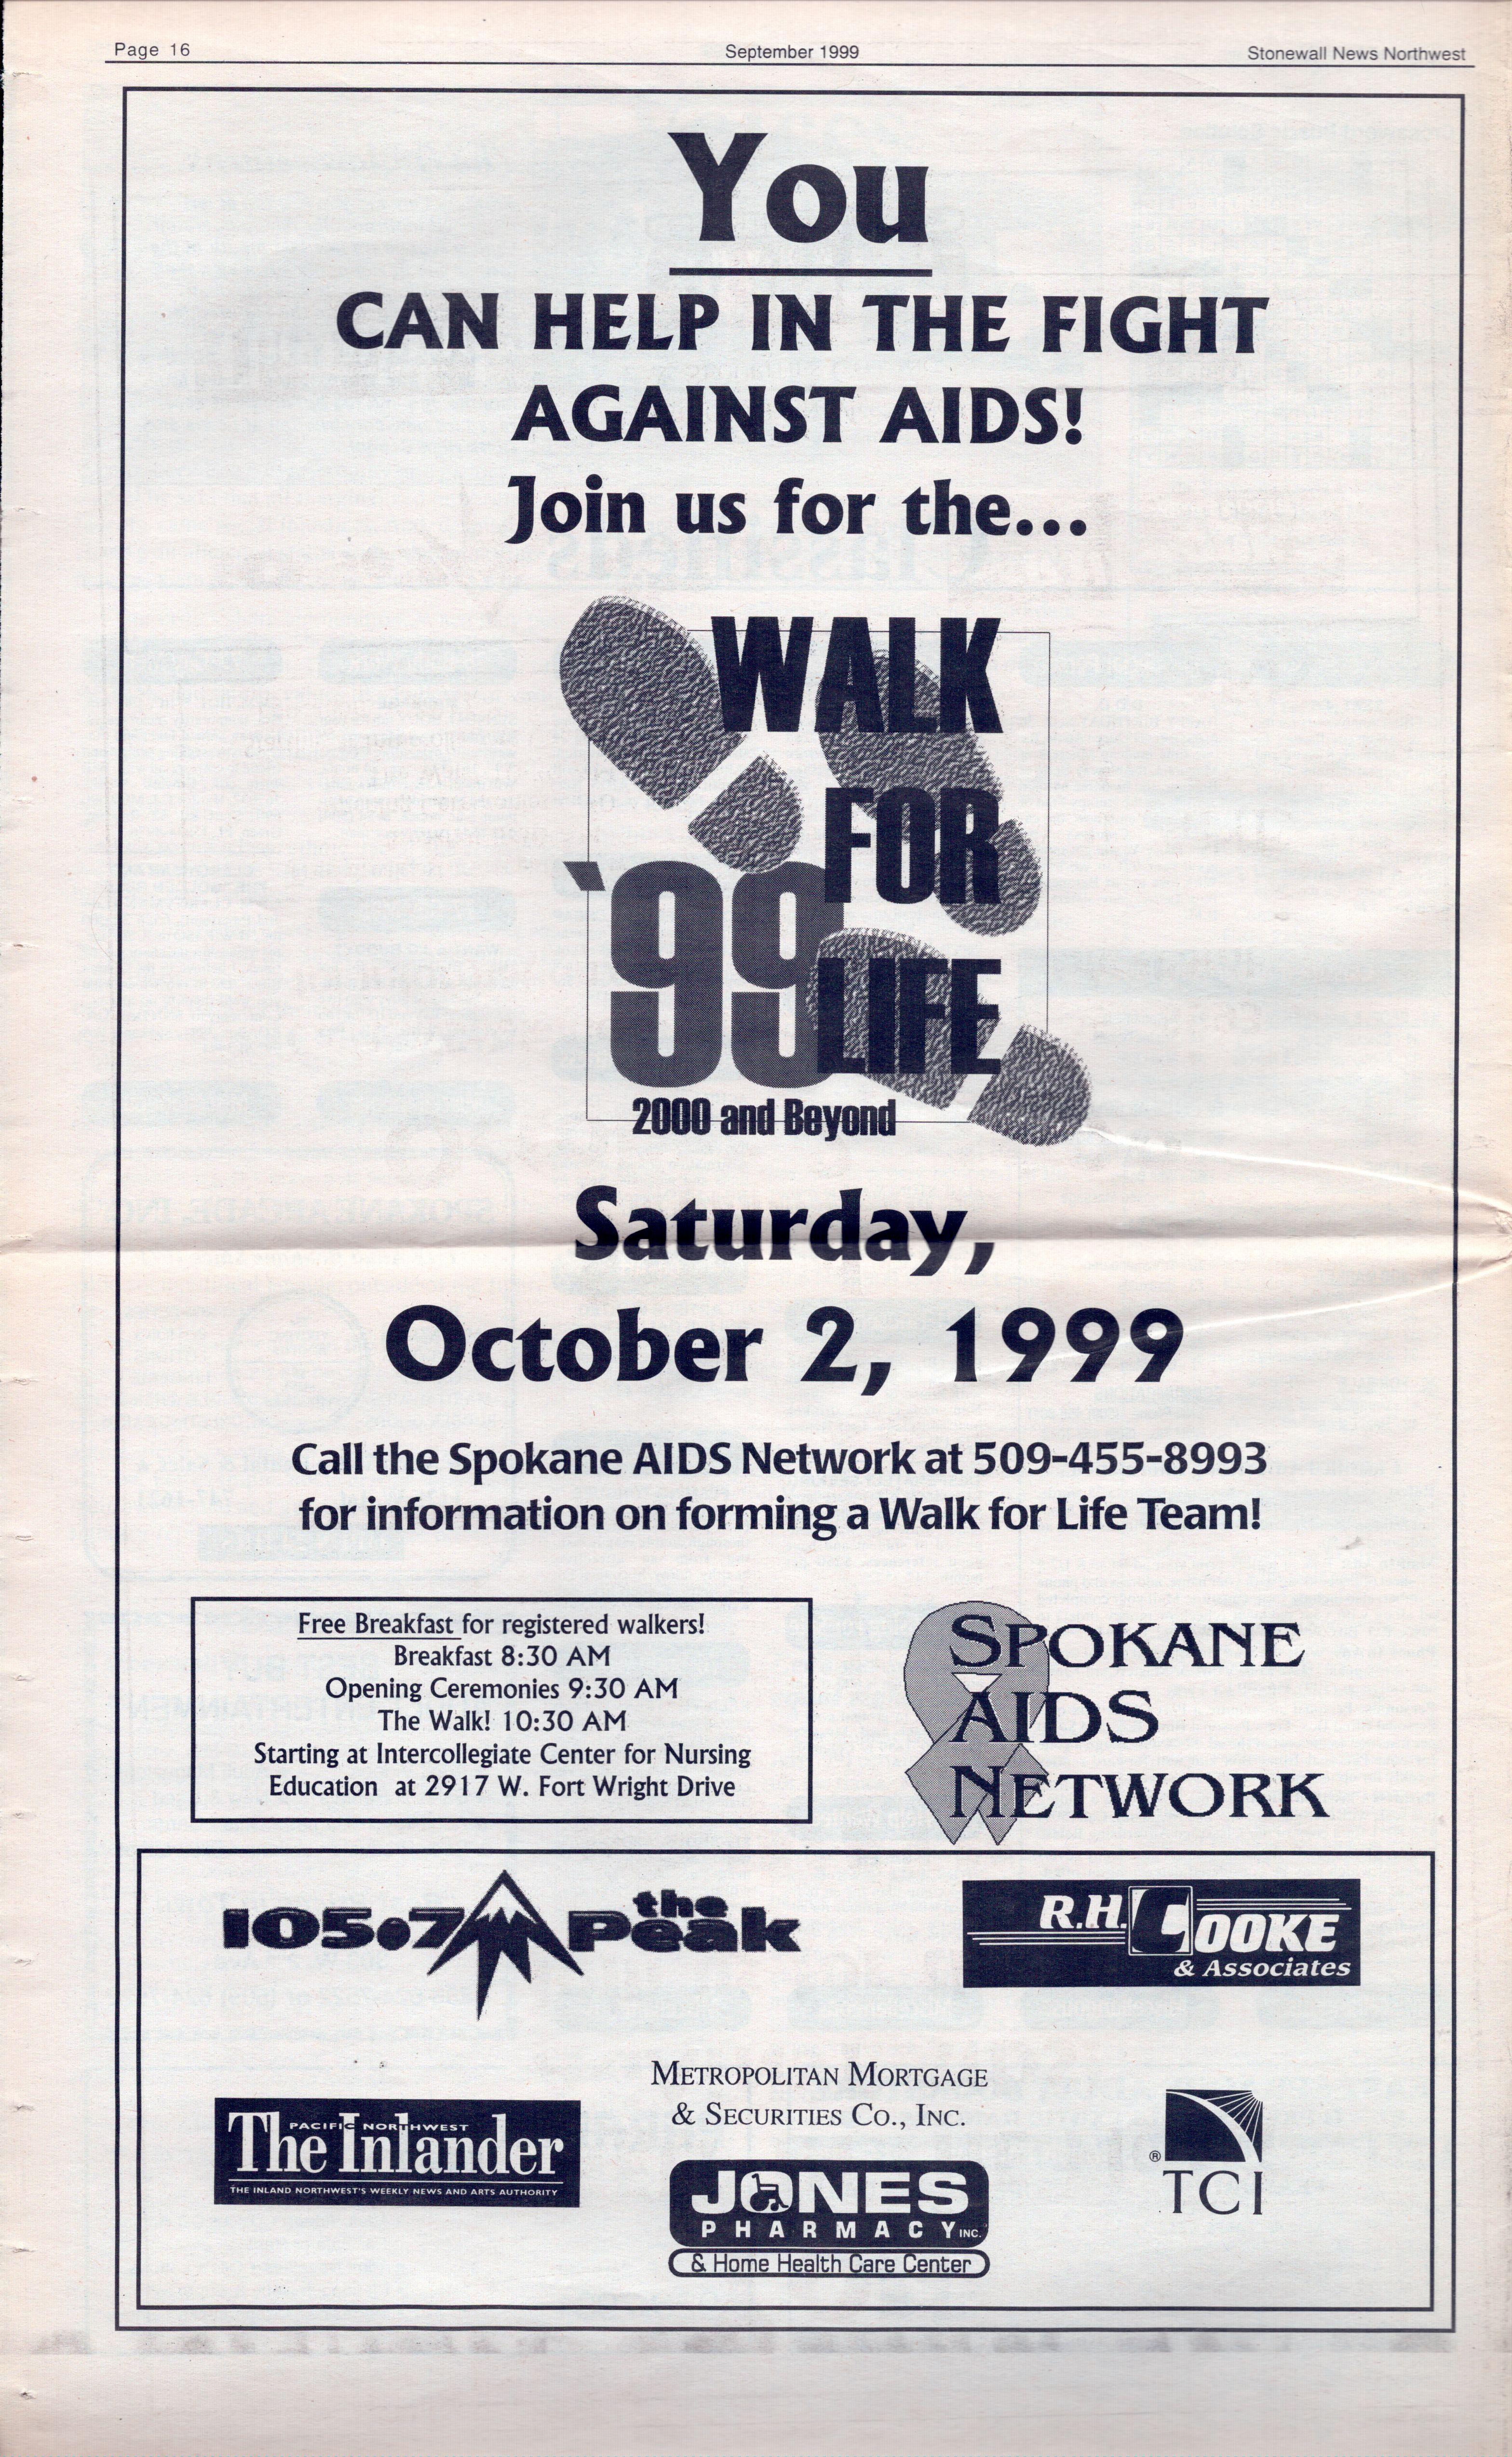 Page 16
September 1999
Stonewall News Northwest
You
CAN HELP IN THE FIGHT
AGAINST AIDS!
Join us for the...
WALK
FOR
LIFE
‘99
2000 and Beyond
Saturday,
October 2, 1999
Call the Spokane AIDS Network at 509-455-8993
for information on forming a Walk for Life Team!
Free Breakfast for registered walkers!
Breakfast 8:30 AM
Opening Ceremonies 9:30 AM
The Walk! 10:30 AM
Starting at Intercollegiate Center for Nursing
Education at 2917 W. Fort Wright Drive
SPOKANE
AIDS
NETWORK
105.7 the Peak
R.H. COOKE
& Associates
PACIFIC NORTHWEST
The Inlander
THE INLAND NORTHWEST'S WEEKLY NEWS AND ARTS AUTHORITY
METROPOLITAN MORTGAGE
& SECURITIES CO., INC.
JONES
PHARMACY INC.
& Home Health Care Center
®
TCI